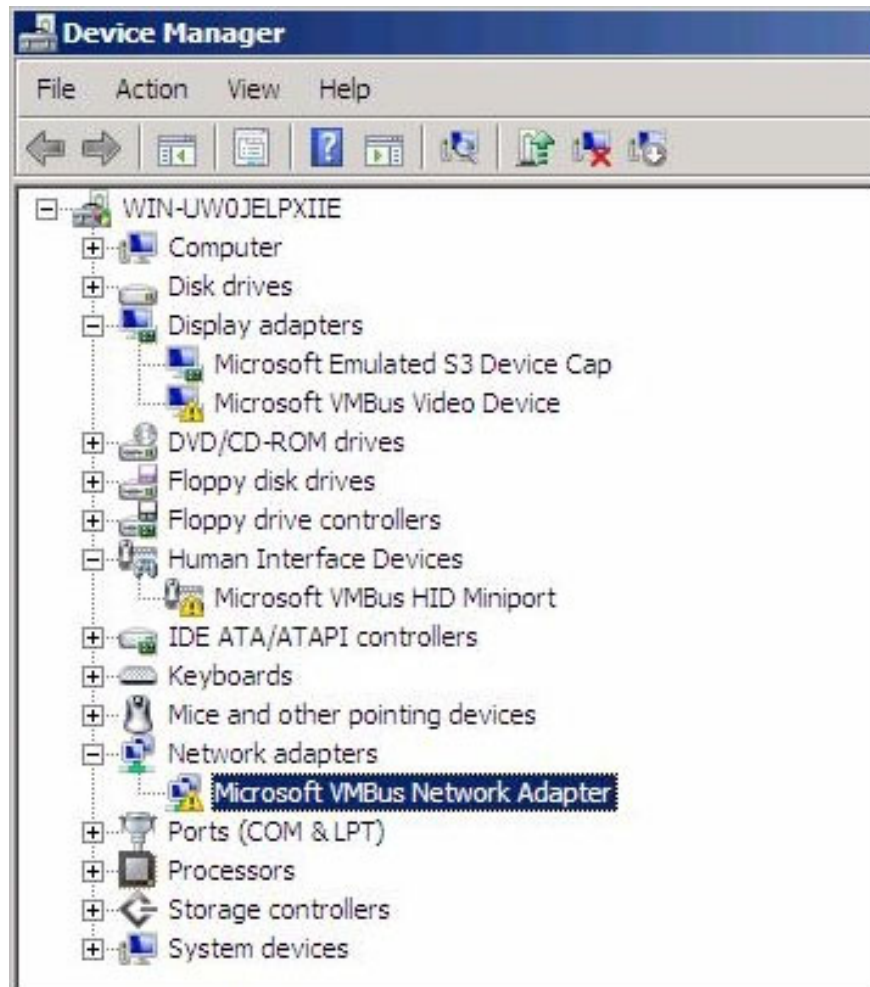 Device Manager
File Action View Help
WIN-UW0JELPXIIE
Computer
Disk drives
Display adapters
Microsoft Emulated S3 Device Cap
Microsoft VMBus Video Device
DVD/CD-ROM drives
Floppy disk drives
Floppy drive controllers
Human Interface Devices
Microsoft VMBus HID Miniport
IDE ATA/ATAPI controllers
Keyboards
Mice and other pointing devices
Network adapters
Microsoft VMBus Network Adapter
Ports (COM & LPT)
Processors
Storage controllers
System devices